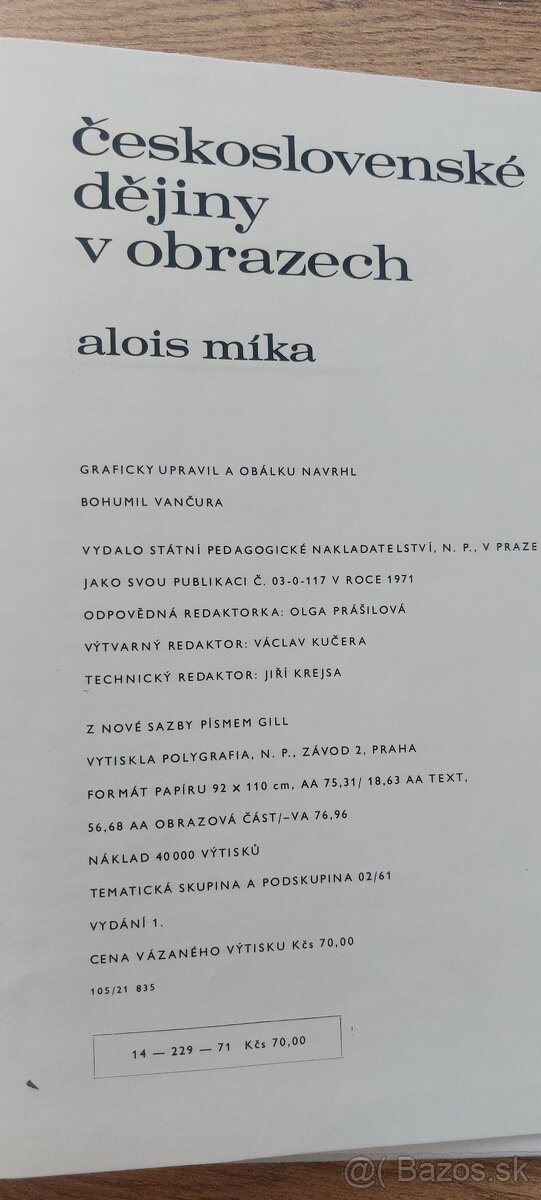 československé
dějiny
v obrazech
alois míka
GRAFICKY UPRAVIL A OBÁLKU NAVRHL
BOHUMIL VANČURA
VYDALO STÁTNÍ PEDAGOGICKÉ NAKLADATELSTVÍ, N. P., V PRAZE
JAKO SVOU PUBLIKACI Č. 03-0-117 V ROCE 1971
ODPOVĚDNÁ REDAKTORKA: OLGA PRÁŠILOVÁ
VÝTVARNÝ REDAKTOR: VÁCLAV KUČERA
TECHNICKÝ REDAKTOR: JIŘÍ KREJSA
Z NOVÉ SAZBY PÍSMEM GILL
VYTISKLA POLYGRAFIA, N. P., ZÁVOD 2, PRAHA
FORMÁT PAPÍRU 92 x 110 cm, AA 75,31/ 18,63 AA TEXT,
56,68 AA OBRAZOVÁ ČÁST/–VA 76,96
NÁKLAD 40 000 VÝTISKŮ
TEMATICKÁ SKUPINA A PODSKUPINA 02/61
VYDÁNÍ 1.
CENA VÁZANÉHO VÝTISKU Kčs 70,00
105/21 835
14 — 229 — 71 Kčs 70,00
@( Bazos.sk